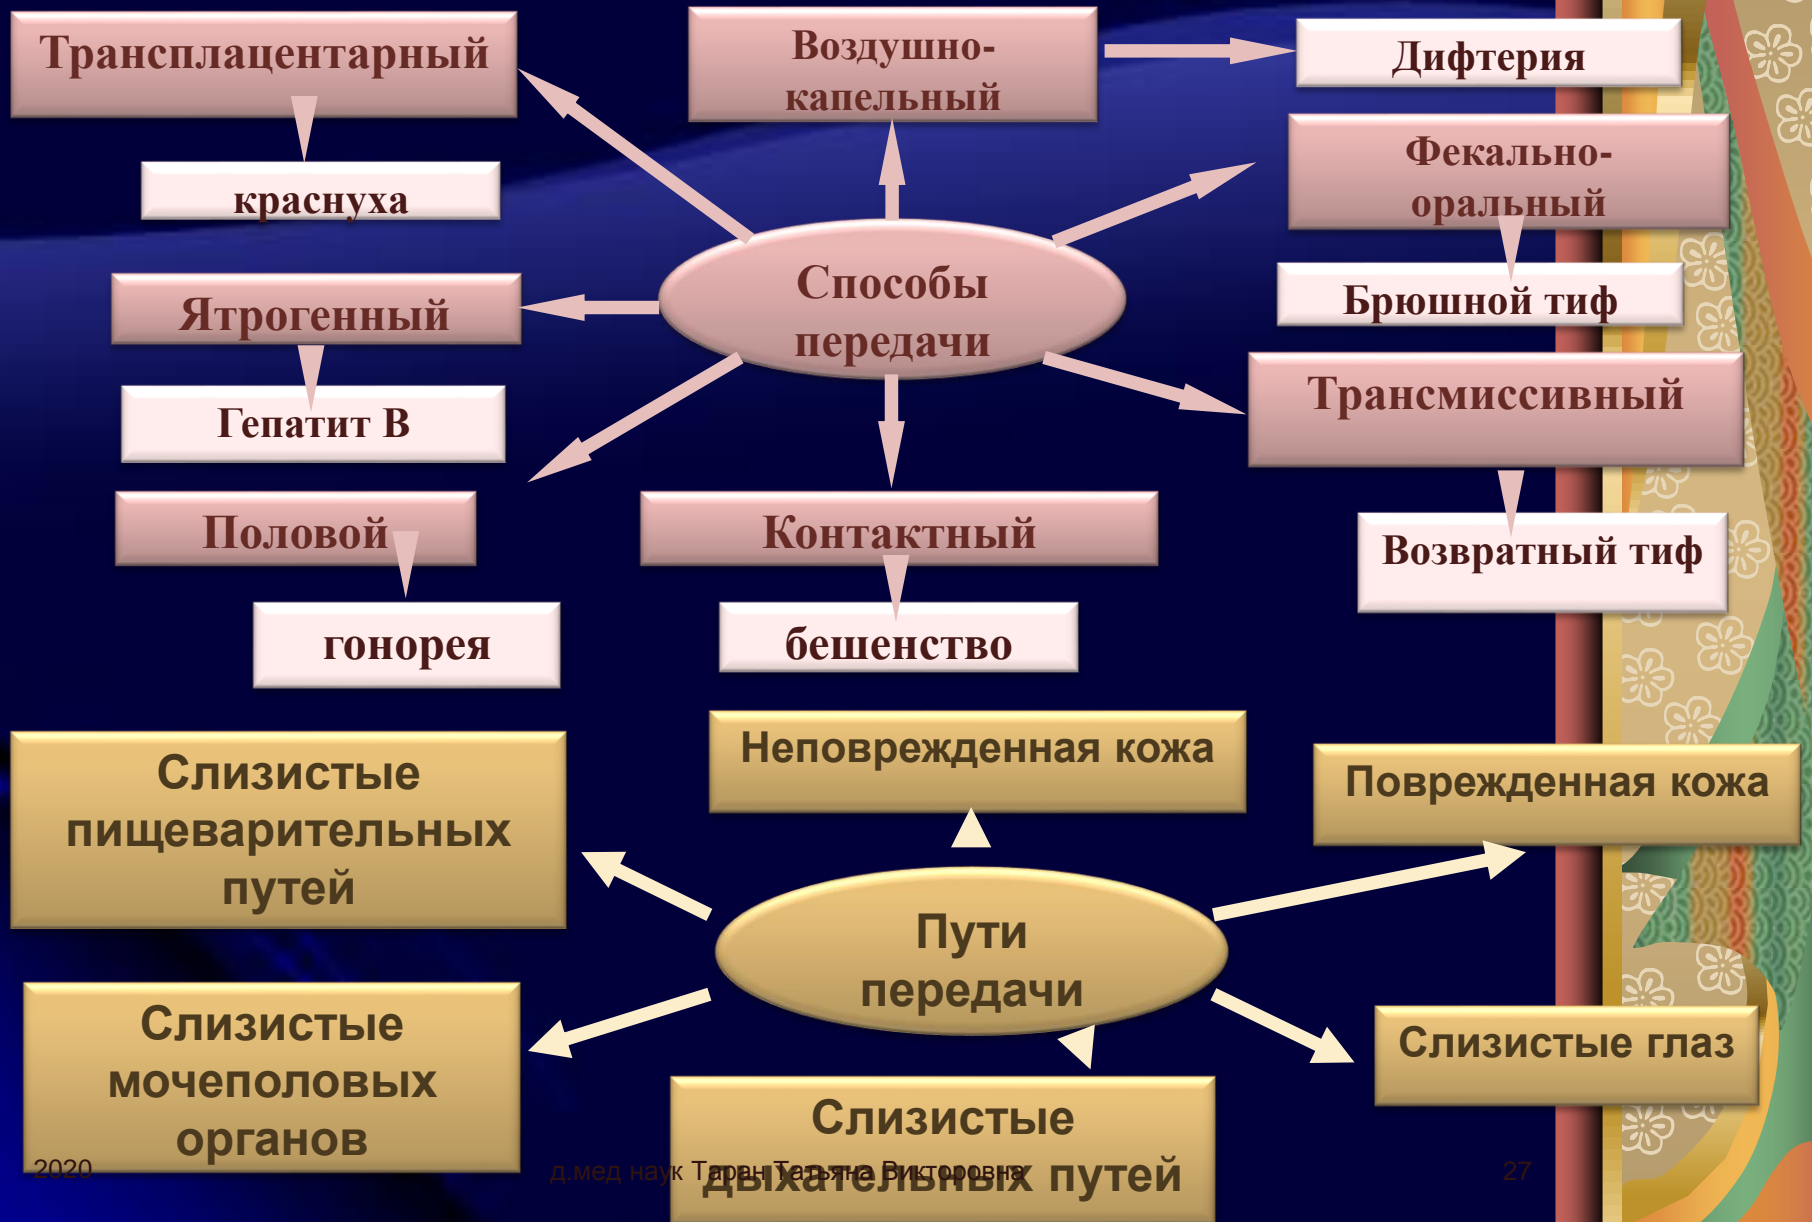 Трансплацентарный
Воздушно-
капельный
Дифтерия
Фекально-
оральный
краснуха
Способы
передачи
Ятрогенный
Брюшной тиф
Гепатит В
Трансмиссивный
Половой
Контактный
Возвратный тиф
гонорея
бешенство
Неповрежденная кожа
Слизистые
пищеварительных
путей
Поврежденная кожа
Пути
передачи
Слизистые
мочеполовых
органов
Слизистые глаз
Слизистые
дыхательных путей
2020
д.мед наук Таран Татьяна Викторовна
27